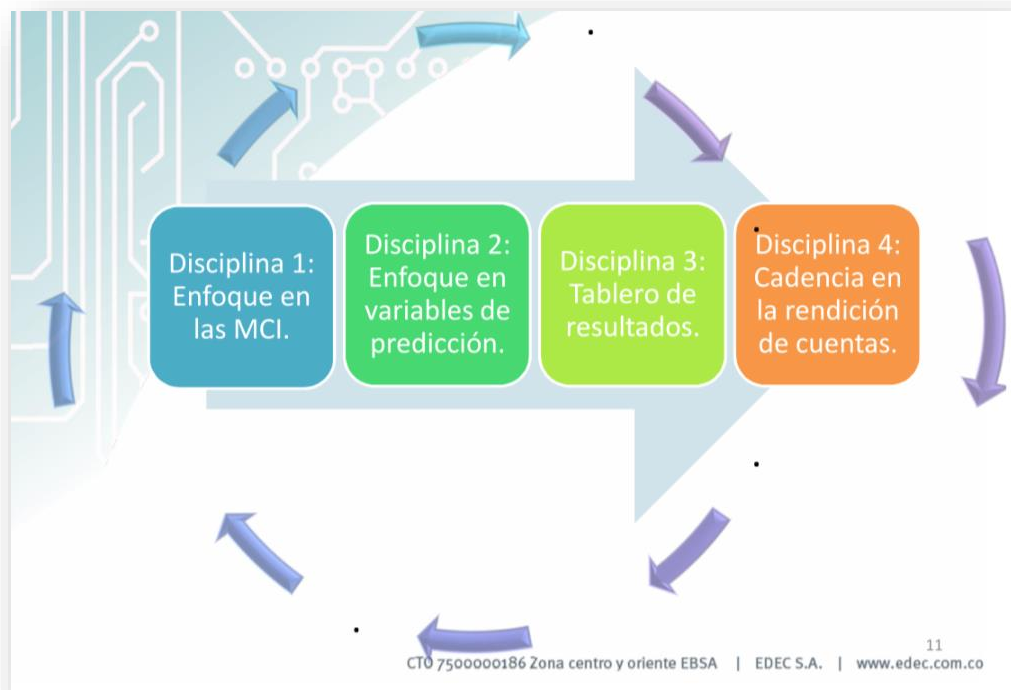 Disciplina 1:
Enfoque en
las MCI.
Disciplina 2:
Enfoque en
variables de
predicción.
Disciplina 3:
Tablero de
resultados.
Disciplina 4:
Cadencia en
la rendición
de cuentas.
11
CTO 7500000186 Zona centro y oriente EBSA | EDEC S.A. | www.edec.com.co